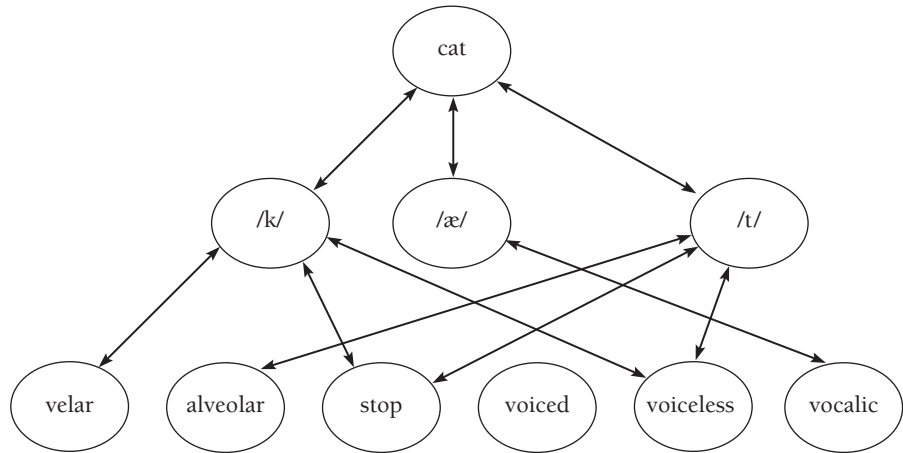 cat
/k/ /æ/ /t/
velar alveolar stop voiced voiceless vocalic